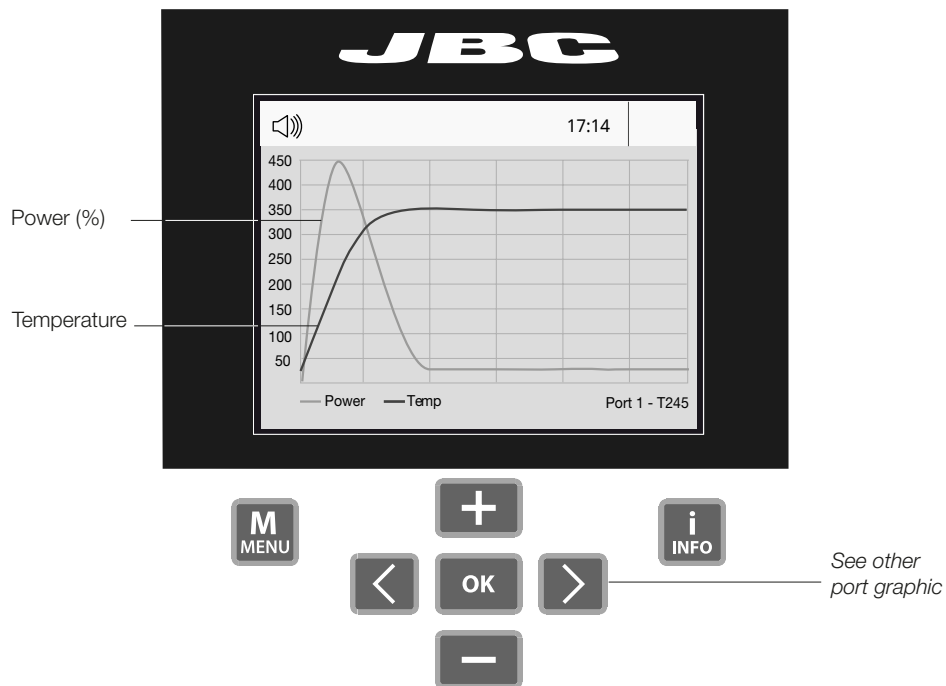 JBC
17:14
450
400
350
300
250
200
150
100
50
Power (%)
Temperature
Power Temp Port 1 - T245
M
MENU
+
i
INFO
< OK >
See other
port graphic
−